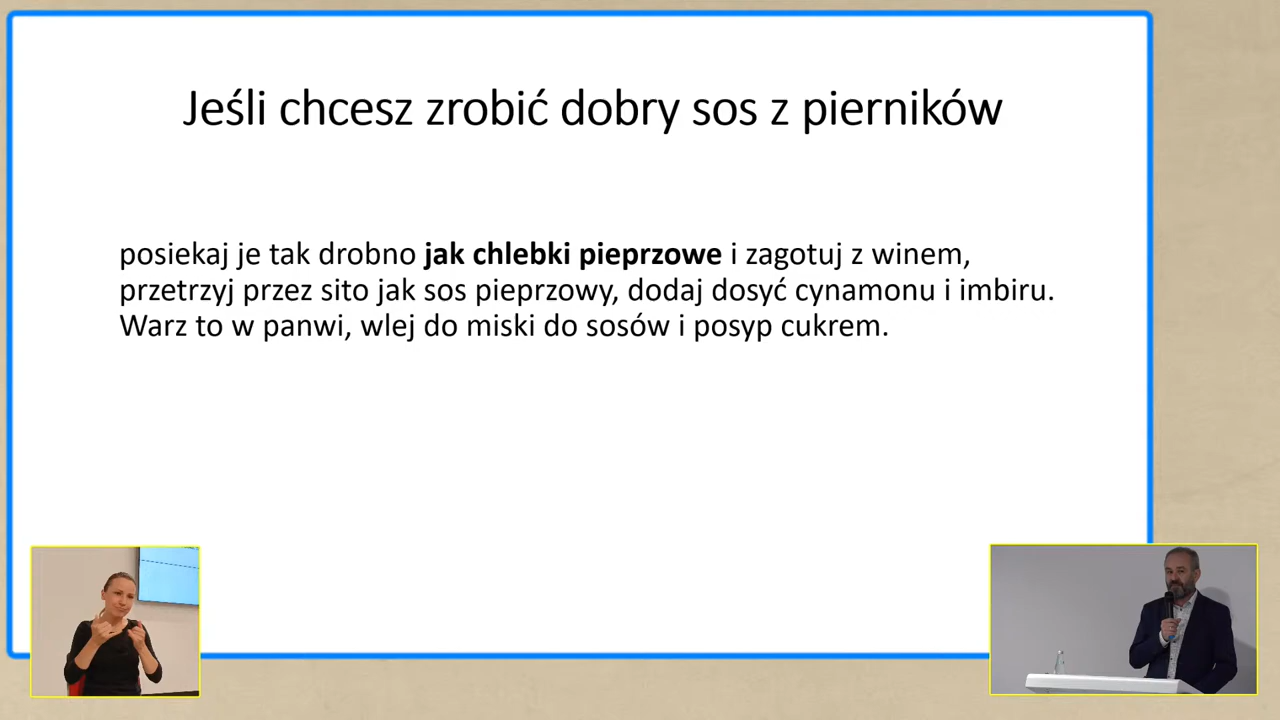 Jeśli chcesz zrobić dobry sos z pierników
posiekaj je tak drobno jak chlebki pieprzowe i zagotuj z winem,
przetrzyj przez sito jak sos pieprzowy, dodaj dosyć cynamonu i imbiru.
Warz to w panwi, wlej do miski do sosów i posyp cukrem.